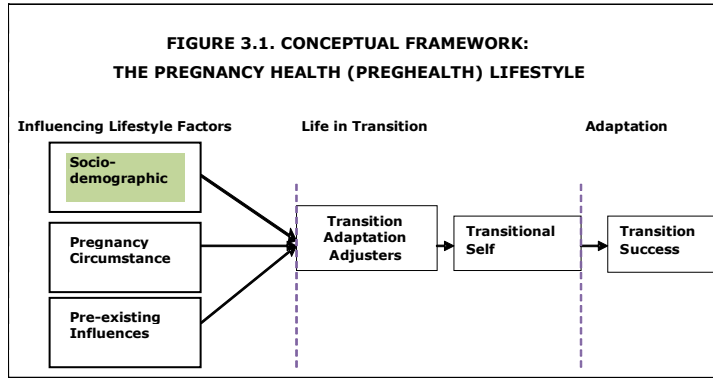 FIGURE 3.1. CONCEPTUAL FRAMEWORK:
THE PREGNANCY HEALTH (PREGHEALTH) LIFESTYLE
Influencing Lifestyle Factors
Life in Transition
Adaptation
Socio-
demographic
Pregnancy
Circumstance
Pre-existing
Influences
Transition
Adaptation
Adjusters
Transitional
Self
Transition
Success